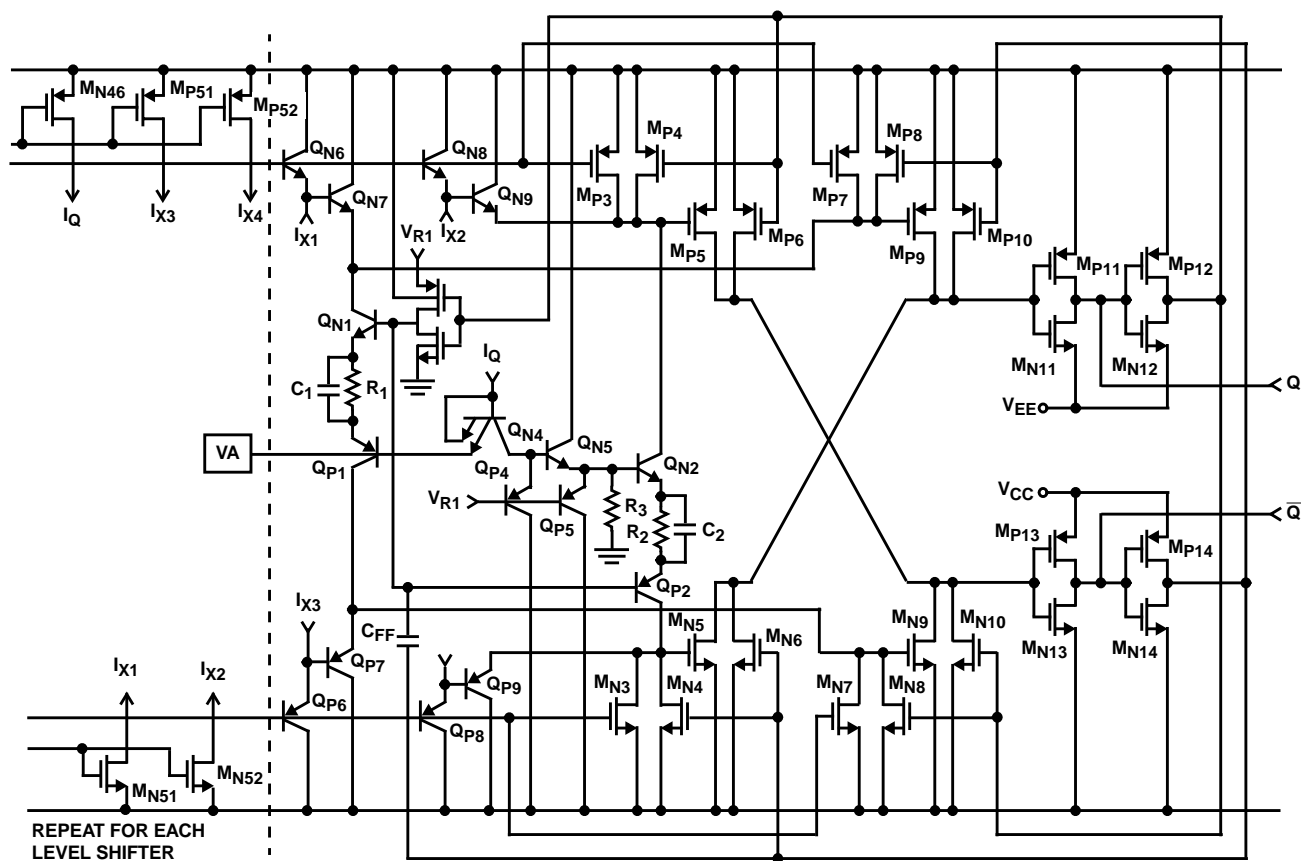 MN46
MP51
MP52
IQ
IX3
IX4
QN6
QN7
IX1
QN8
QN9
IX2
VR1
MP4
MP3
MP5
MP6
MP8
MP7
MP9
MP10
MP11
MP12
MN11
MN12
Q
VEE
QN1
C1
R1
IQ
QN4
QN5
QN2
VA
QP1
QP4
VR1
QP5
R3
R2
C2
VCC
Q̅
MP13
MP14
QP2
IX3
CFF
MN5
MN6
MN9
MN10
MN13
MN14
IX1
IX2
QP7
QP6
QP9
QP8
MN3
MN4
MN7
MN8
MN51
MN52
REPEAT FOR EACH
LEVEL SHIFTER